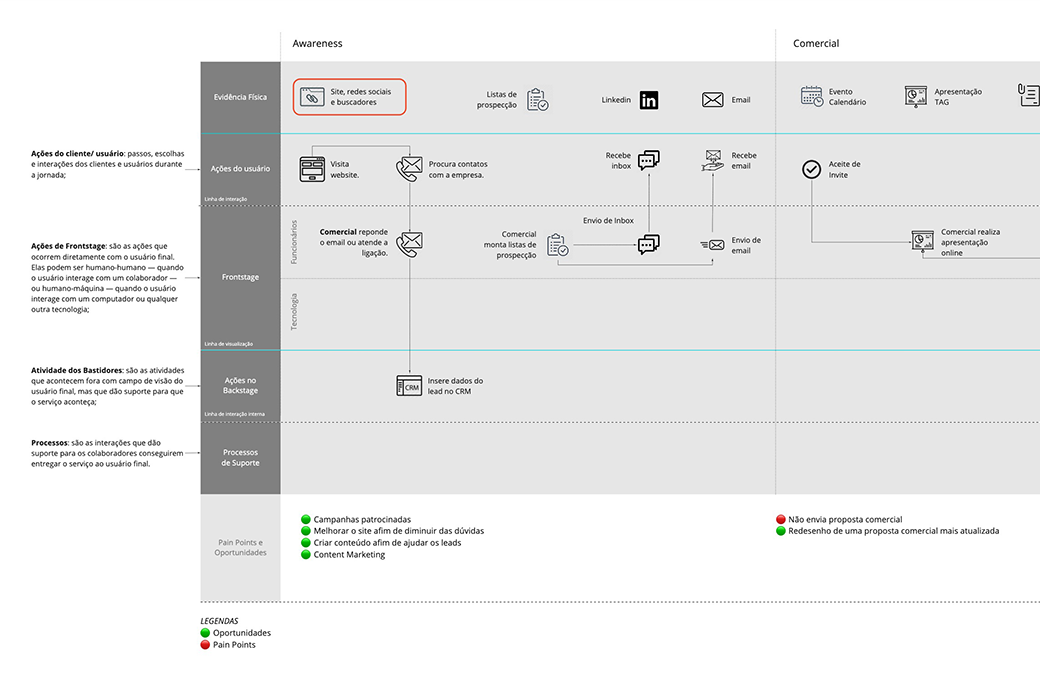 Awareness
Comercial
Evidência Física
Site, redes sociais
e buscadores
Listas de
prospecção
Linkedin
in
Email
Evento
Calendário
Apresentação
TAG
Ações do cliente/ usuário: passos, escolhas
e interações dos clientes e usuários durante
a jornada;
Ações do usuário
Linha de interação
Visita
website.
Procura contatos
com a empresa.
Recebe
inbox
Recebe
email
Aceite de
Invite
Ações de Frontstage: são as ações que
ocorrem diretamente com o usuário final.
Elas podem ser humano-humano — quando
o usuário interage com um colaborador —
ou humano-máquina — quando o usuário
interage com um computador ou qualquer
outra tecnologia;
Frontstage
Linha de visualização
Funcionários
Comercial reponde
o email ou atende a
ligação.
Comercial
monta listas de
prospecção
Envio de Inbox
Envio de
email
Comercial realiza
apresentação
online
Tecnologia
Atividade dos Bastidores: são as atividades
que acontecem fora com campo de visão do
usuário final, mas que dão suporte para que
o serviço aconteça;
Ações no
Backstage
Linha de interação interna
CRM
Insere dados do
lead no CRM
Processos: são as interações que dão
suporte para os colaboradores conseguirem
entregar o serviço ao usuário final.
Processos
de Suporte
Pain Points e
Oportunidades
Campanhas patrocinadas
Melhorar o site afim de diminuir das dúvidas
Criar conteúdo afim de ajudar os leads
Content Marketing
Não envia proposta comercial
Redesenho de uma proposta comercial mais atualizada
LEGENDAS
Oportunidades
Pain Points